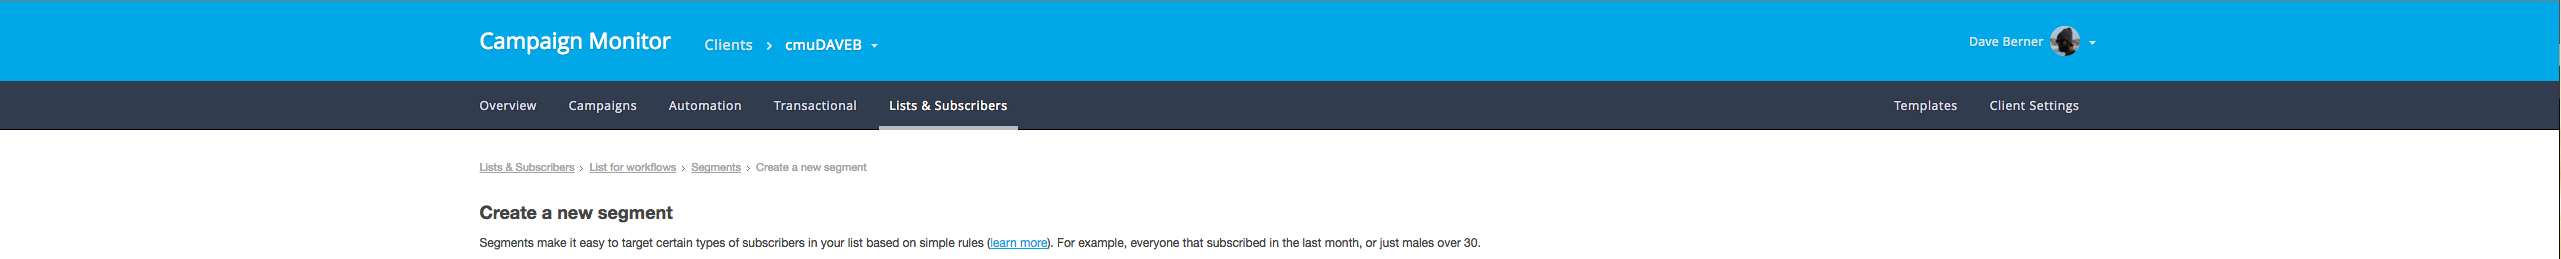 Campaign Monitor Clients › cmuDAVEB Dave Berner
Overview Campaigns Automation Transactional Lists & Subscribers Templates Client Settings
Lists & Subscribers › List for workflows › Segments › Create a new segment
Create a new segment
Segments make it easy to target certain types of subscribers in your list based on simple rules (learn more). For example, everyone that subscribed in the last month, or just males over 30.